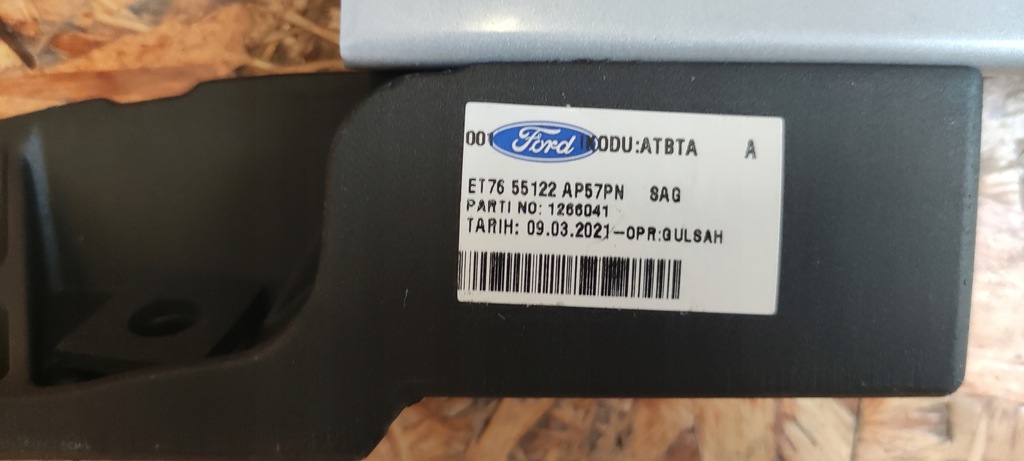 001 Ford KODU:ATBTA A
ET76 55122 AP57PN SAG
PARTI NO: 1266041
TARIH: 09.03.2021-OPR:GULSAH